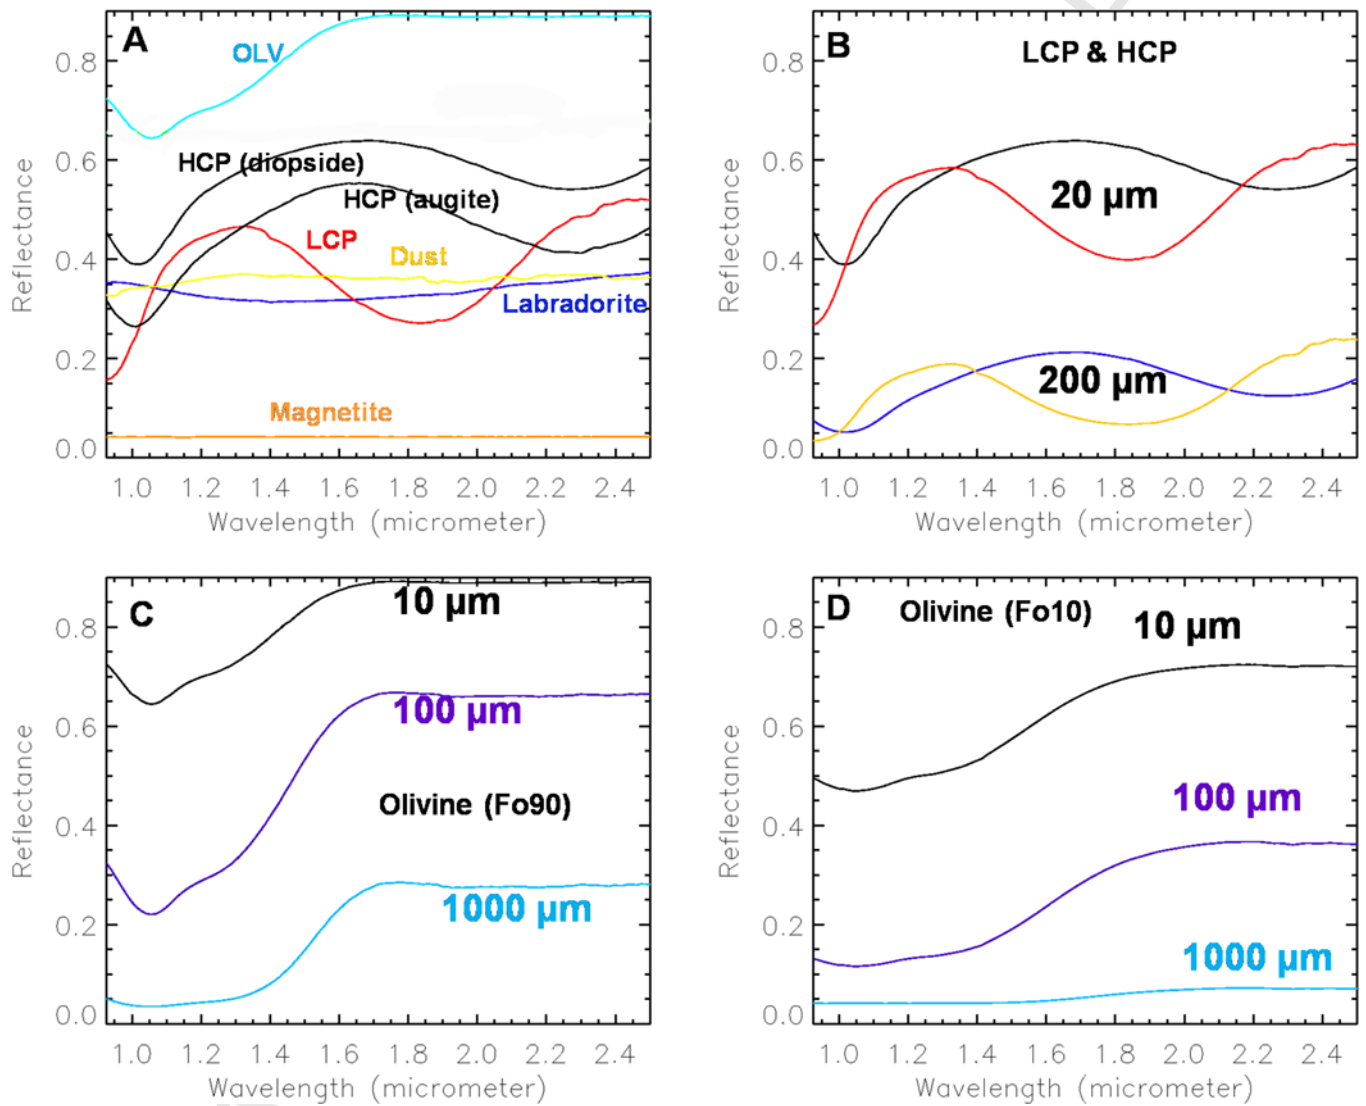 A
OLV
HCP (diopside)
HCP (augite)
LCP
Dust
Labradorite
Magnetite
0.8
0.6
0.4
0.2
0.0
Reflectance
1.0 1.2 1.4 1.6 1.8 2.0 2.2 2.4
Wavelength (micrometer)
B
LCP & HCP
20 µm
200 µm
0.8
0.6
0.4
0.2
0.0
Reflectance
1.0 1.2 1.4 1.6 1.8 2.0 2.2 2.4
Wavelength (micrometer)
C
10 µm
100 µm
Olivine (Fo90)
1000 µm
0.8
0.6
0.4
0.2
0.0
Reflectance
1.0 1.2 1.4 1.6 1.8 2.0 2.2 2.4
Wavelength (micrometer)
D
Olivine (Fo10)
10 µm
100 µm
1000 µm
0.8
0.6
0.4
0.2
0.0
Reflectance
1.0 1.2 1.4 1.6 1.8 2.0 2.2 2.4
Wavelength (micrometer)